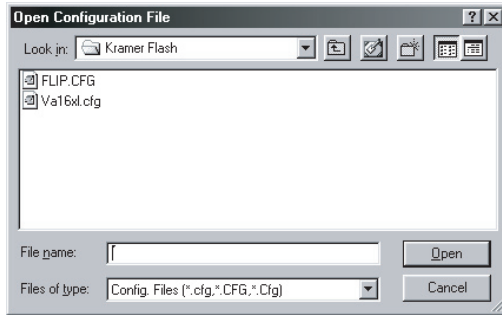 Open Configuration File
Look in: Kramer Flash
FLIP.CFG
Va16xl.cfg
File name:
Open
Files of type: Config. Files (*.cfg,*.CFG,*.Cfg)
Cancel